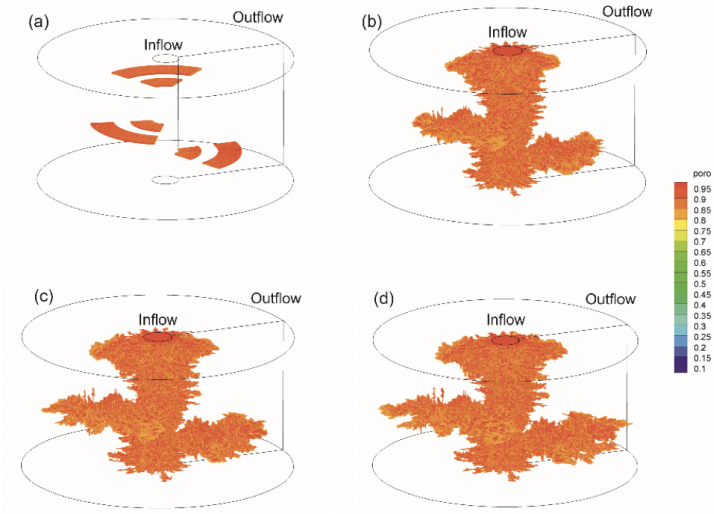 (a)
Outflow
Inflow
(b)
Outflow
Inflow
poro
0.95
0.9
0.85
0.8
0.75
0.7
0.65
0.6
0.55
0.5
0.45
0.4
0.35
0.3
0.25
0.2
0.15
0.1
(c)
Outflow
Inflow
(d)
Outflow
Inflow